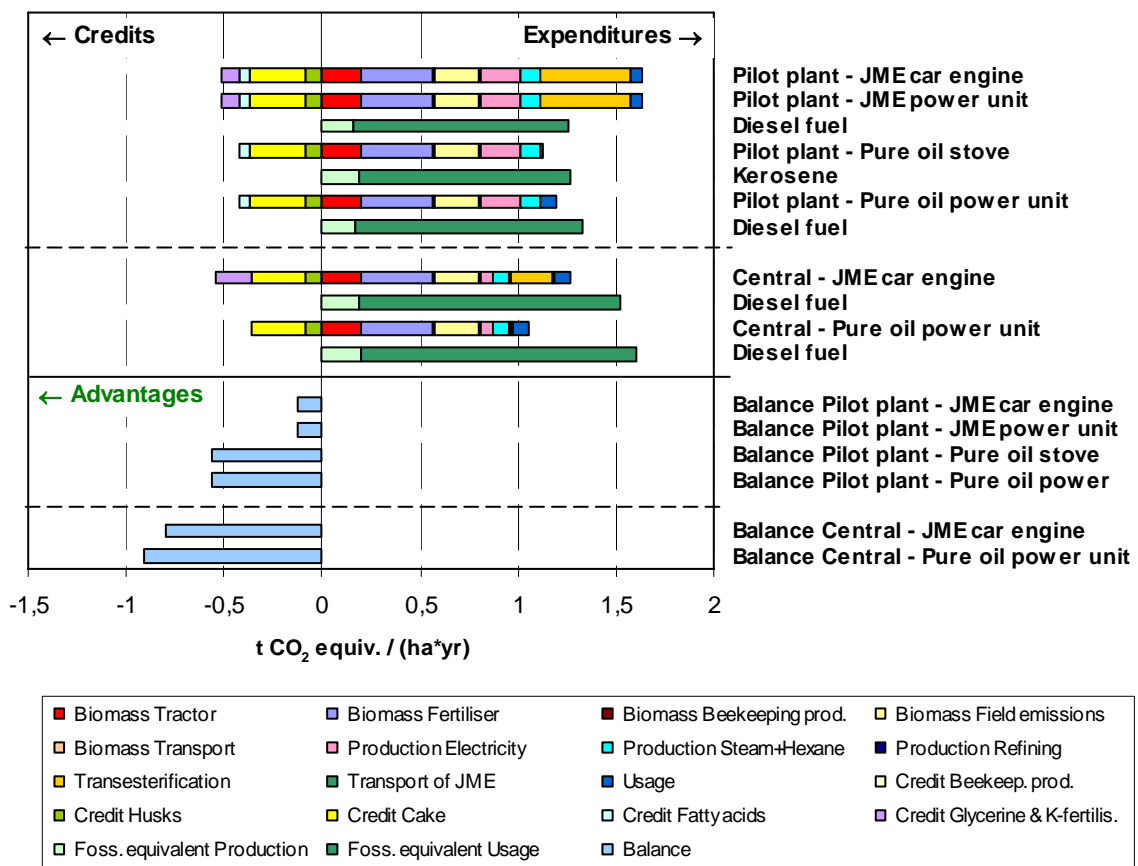 ← Credits
Expenditures →
Pilot plant - JME car engine
Pilot plant - JME power unit
Diesel fuel
Pilot plant - Pure oil stove
Kerosene
Pilot plant - Pure oil power unit
Diesel fuel
Central - JME car engine
Diesel fuel
Central - Pure oil power unit
Diesel fuel
← Advantages
Balance Pilot plant - JME car engine
Balance Pilot plant - JME power unit
Balance Pilot plant - Pure oil stove
Balance Pilot plant - Pure oil power
Balance Central - JME car engine
Balance Central - Pure oil power unit
-1,5 -1 -0,5 0 0,5 1 1,5 2
t CO₂ equiv. / (ha*yr)
Biomass Tractor Biomass Fertiliser Biomass Beekeeping prod. Biomass Field emissions
Biomass Transport Production Electricity Production Steam+Hexane Production Refining
Transesterification Transport of JME Usage Credit Beekeep. prod.
Credit Husks Credit Cake Credit Fatty acids Credit Glycerine & K-fertilis.
Foss. equivalent Production Foss. equivalent Usage Balance